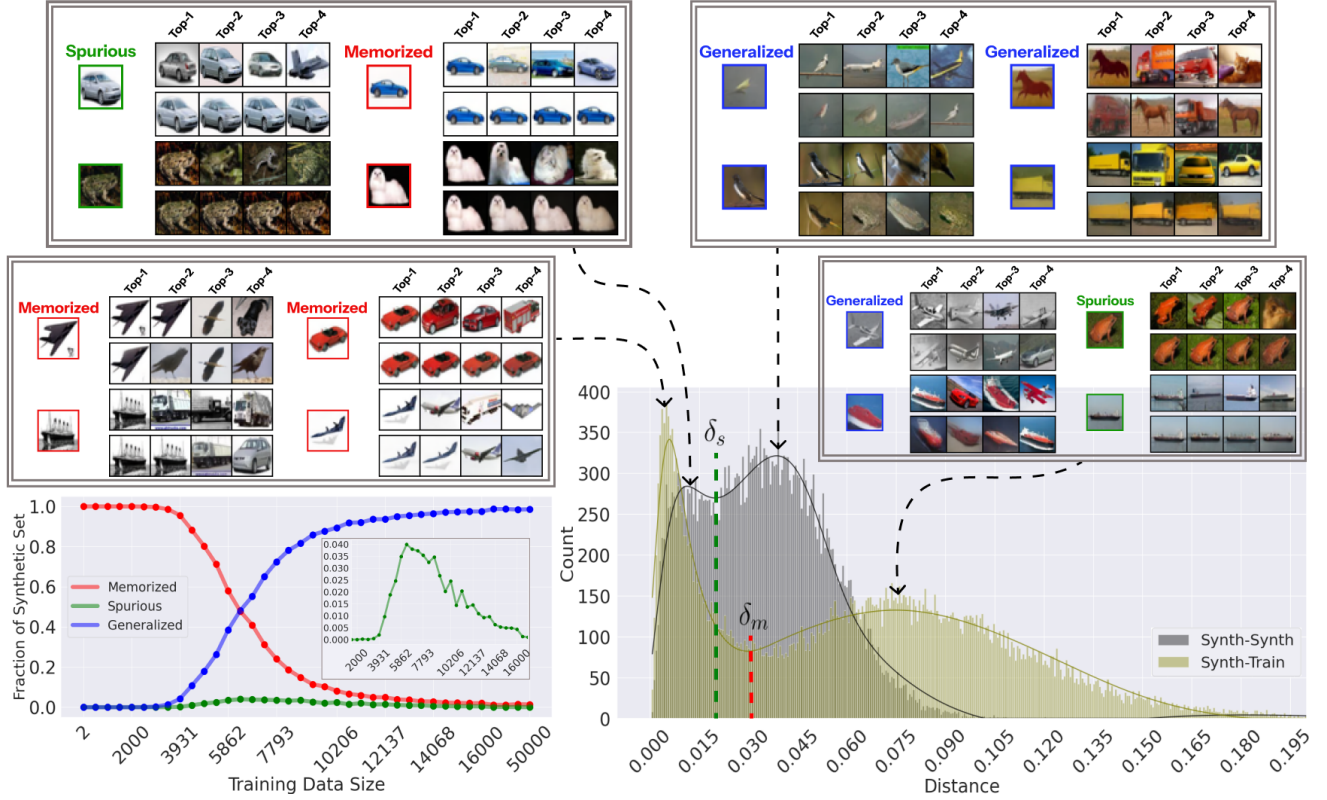 Top-1 Top-2 Top-3 Top-4 Top-1 Top-2 Top-3 Top-4
Spurious Memorized
Top-1 Top-2 Top-3 Top-4 Top-1 Top-2 Top-3 Top-4
Generalized Generalized
Top-1 Top-2 Top-3 Top-4 Top-1 Top-2 Top-3 Top-4
Memorized Memorized
Top-1 Top-2 Top-3 Top-4 Top-1 Top-2 Top-3 Top-4
Generalized Spurious
Fraction of Synthetic Set
1.0
0.8
0.6
0.4
0.2
0.0
Memorized
Spurious
Generalized
0.040
0.035
0.030
0.025
0.020
0.015
0.010
0.005
0.000
2000 3931 5862 7793 10206 12137 14068 16000
2 2000 3931 5862 7793 10206 12137 14068 16000 50000
Training Data Size
Count
400
350
300
250
200
150
100
50
0
δs
δm
Synth-Synth
Synth-Train
0.000 0.015 0.030 0.045 0.060 0.075 0.090 0.105 0.120 0.135 0.150 0.165 0.180 0.195
Distance